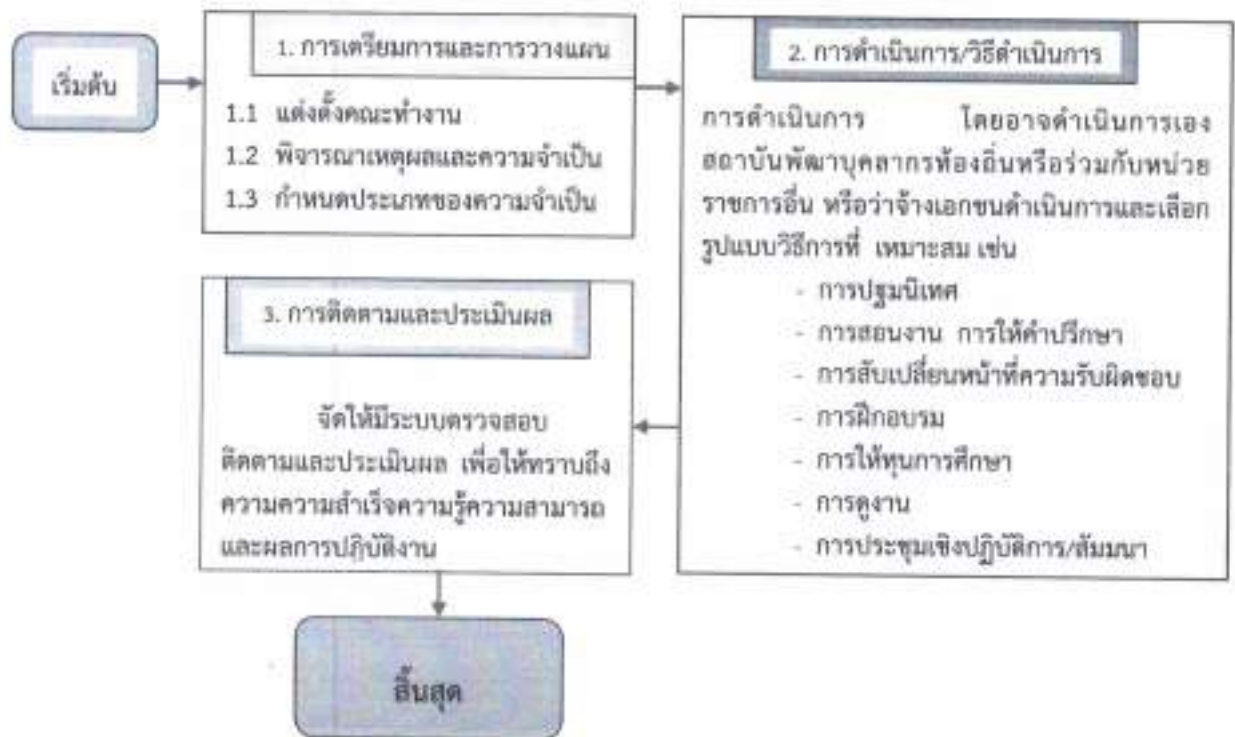 เริ่มต้น
1. การเตรียมการและการวางแผน
1.1 แต่งตั้งคณะทำงาน
1.2 พิจารณาเหตุผลและความจำเป็น
1.3 กำหนดประเภทของความจำเป็น
2. การดำเนินการ/วิธีดำเนินการ
การดำเนินการ โดยอาจดำเนินการเอง
สถาบันพัฒาบุคลากรท้องถิ่นหรือร่วมกับหน่วย
ราชการอื่น หรือว่าจ้างเอกชนดำเนินการและเลือก
รูปแบบวิธีการที่ เหมาะสม เช่น
- การปฐมนิเทศ
- การสอนงาน การให้คำปรึกษา
- การสับเปลี่ยนหน้าที่ความรับผิดชอบ
- การฝึกอบรม
- การให้ทุนการศึกษา
- การดูงาน
- การประชุมเชิงปฏิบัติการ/สัมมนา
3. การติดตามและประเมินผล
จัดให้มีระบบตรวจสอบ
ติดตามและประเมินผล เพื่อให้ทราบถึง
ความความสำเร็จความรู้ความสามารถ
และผลการปฏิบัติงาน
สิ้นสุด